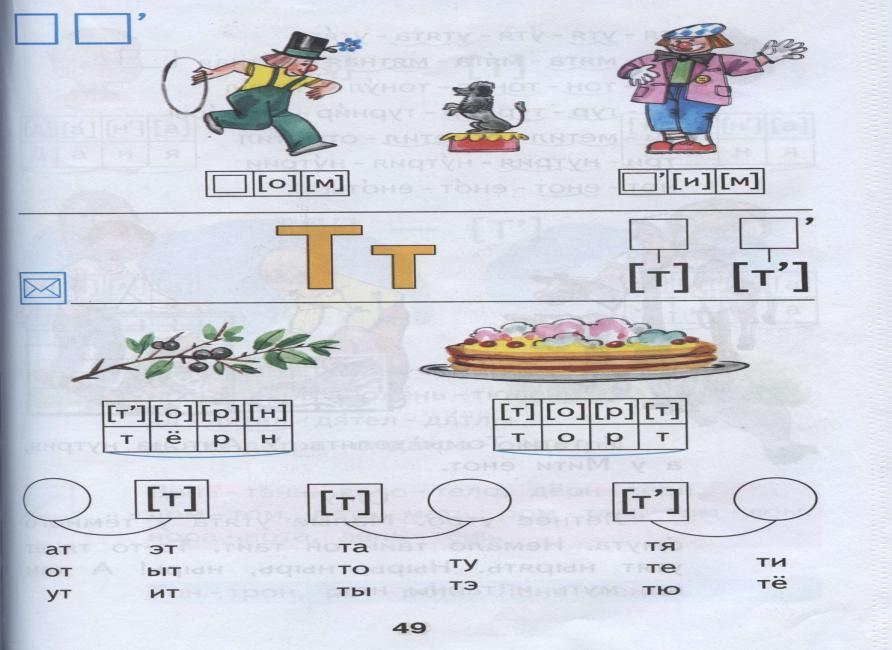 [о][м]
’[и][м]
Тт
’
[т] [т’]
[т’][о][р][н]
т ё р н
[т][о][р][т]
т о р т
[т] [т] [т’]
ат эт та ту тя ти
от ыт то тэ те тё
ут ит ты тю
49